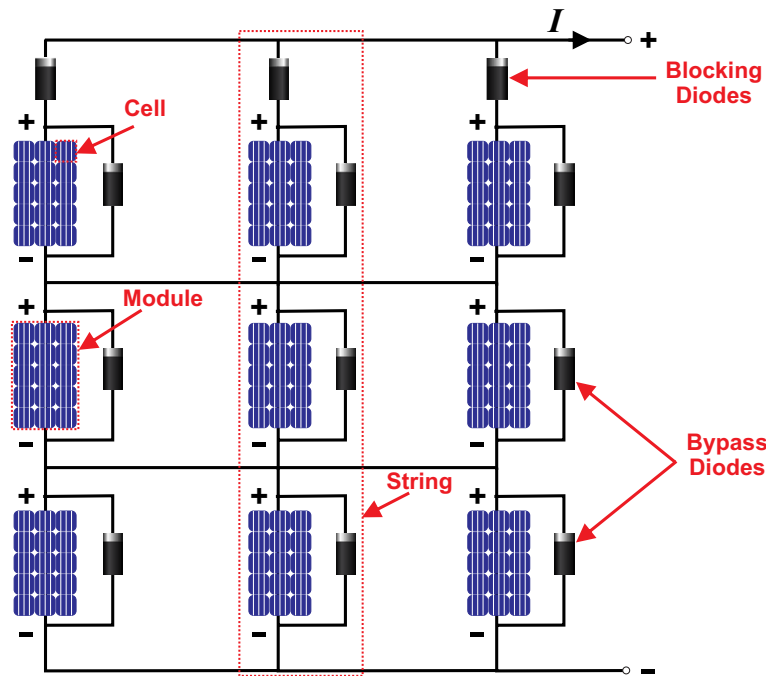 I
+
Blocking
Diodes
Cell
+ + +
- - -
Module
+ + +
- - -
Bypass
Diodes
String
+ + +
- - -
-